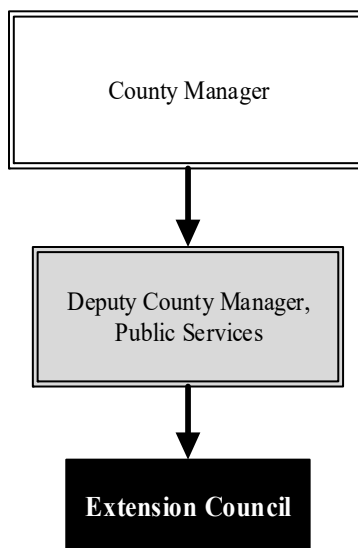 County Manager
Deputy County Manager,
Public Services
Extension Council